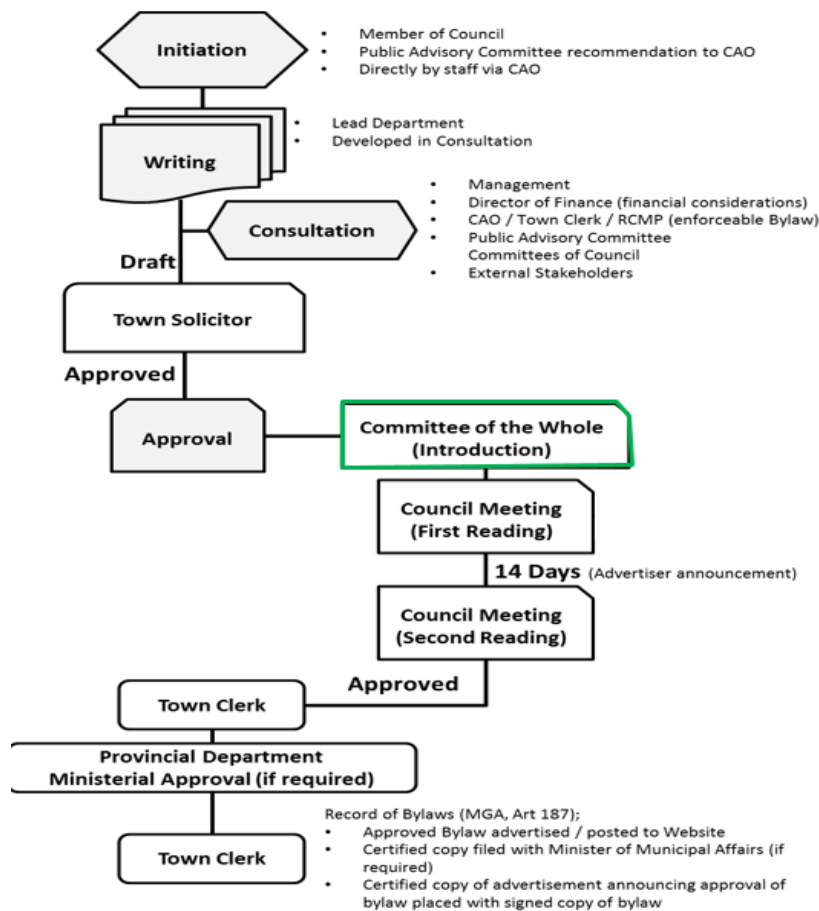 Initiation
• Member of Council
• Public Advisory Committee recommendation to CAO
• Directly by staff via CAO
Writing
• Lead Department
• Developed in Consultation
Consultation
• Management
• Director of Finance (financial considerations)
• CAO / Town Clerk / RCMP (enforceable Bylaw)
• Public Advisory Committee
Committees of Council
• External Stakeholders
Draft
Town Solicitor
Approved
Approval
Committee of the Whole
(Introduction)
Council Meeting
(First Reading)
14 Days (Advertiser announcement)
Council Meeting
(Second Reading)
Approved
Town Clerk
Provincial Department
Ministerial Approval (if required)
Town Clerk
Record of Bylaws (MGA, Art 187);
• Approved Bylaw advertised / posted to Website
• Certified copy filed with Minister of Municipal Affairs (if
required)
• Certified copy of advertisement announcing approval of
bylaw placed with signed copy of bylaw